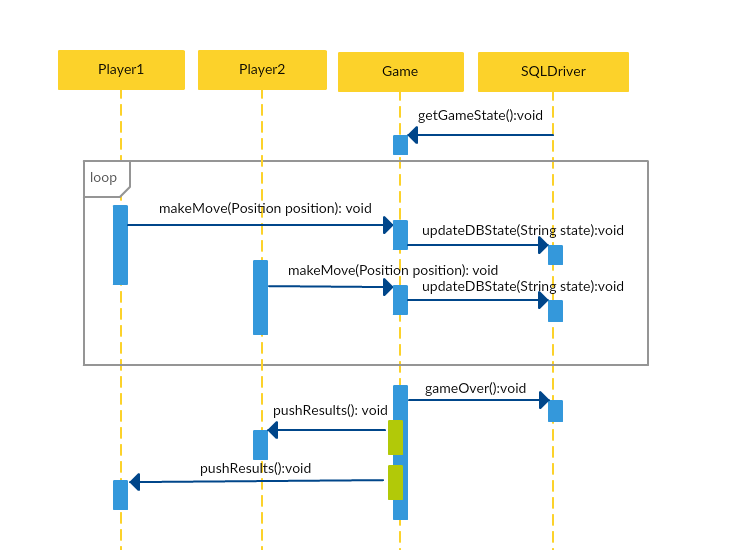 Player1
Player2
Game
SQLDriver
getGameState():void
loop
makeMove(Position position): void
updateDBState(String state):void
makeMove(Position position): void
updateDBState(String state):void
gameOver():void
pushResults(): void
pushResults():void